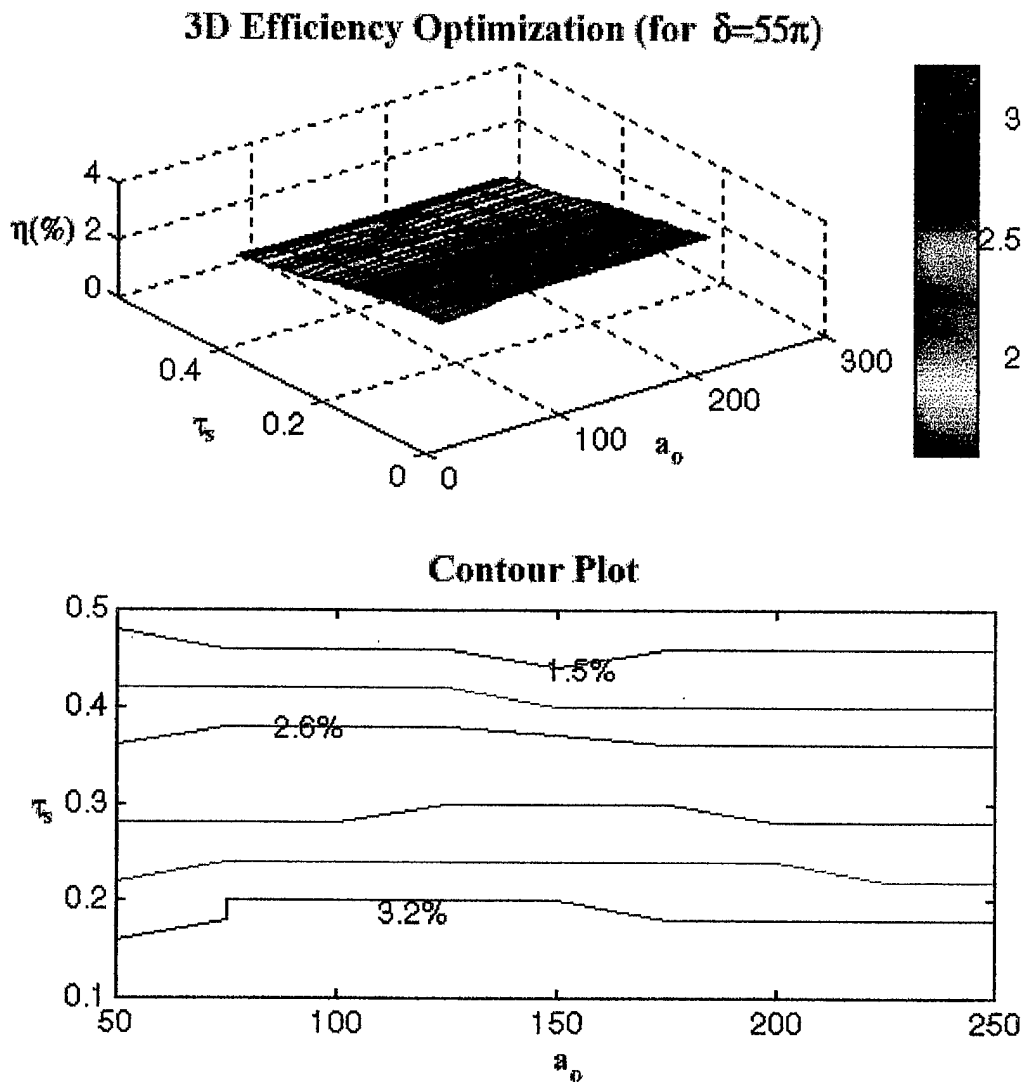 3D Efficiency Optimization (for δ=55π)
4
η(%) 2
0
0.4
0.2
0
τs
0
100
200
300
ao
3
2.5
2
Contour Plot
0.5
0.4
τs 0.3
0.2
0.1
1.5%
2.6%
3.2%
50 100 150 200 250
ao